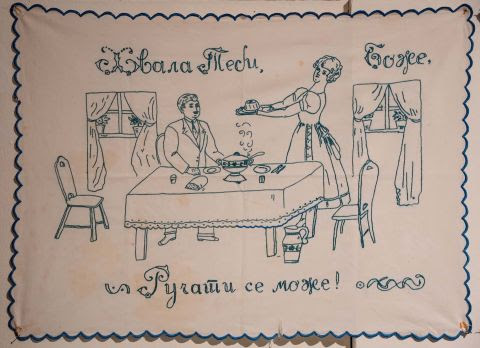 Хвала Теби, Боже,
Ручати се може!